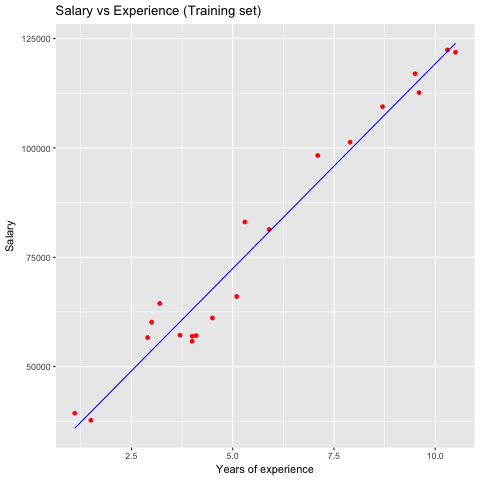 Salary vs Experience (Training set)
125000
100000
75000
50000
Salary
2.5
5.0
7.5
10.0
Years of experience